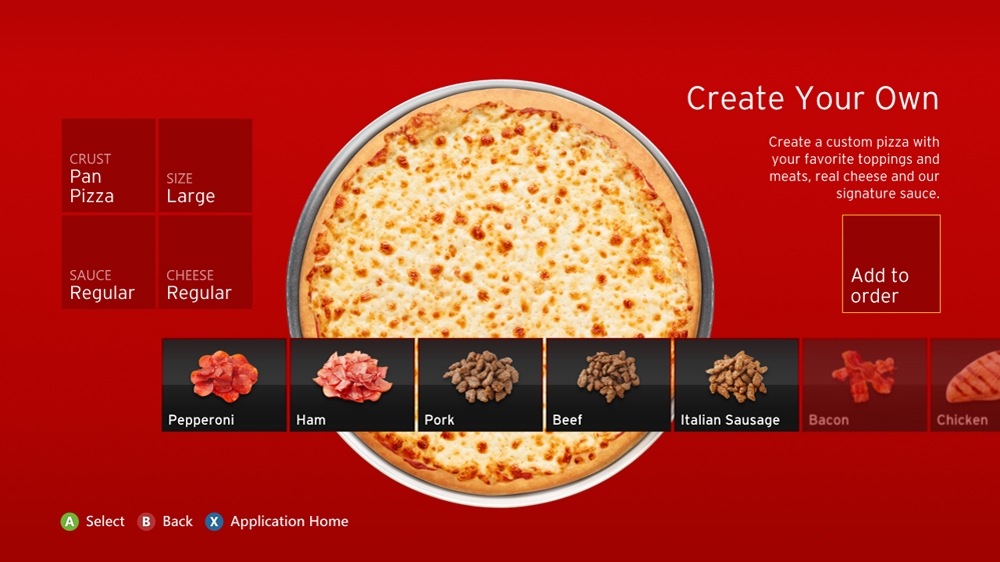 Create Your Own
Create a custom pizza with
your favorite toppings and
meats, real cheese and our
signature sauce.
CRUST
Pan
Pizza
SIZE
Large
SAUCE
Regular
CHEESE
Regular
Add to
order
Pepperoni
Ham
Pork
Beef
Italian Sausage
Bacon
Chicken
A Select B Back X Application Home